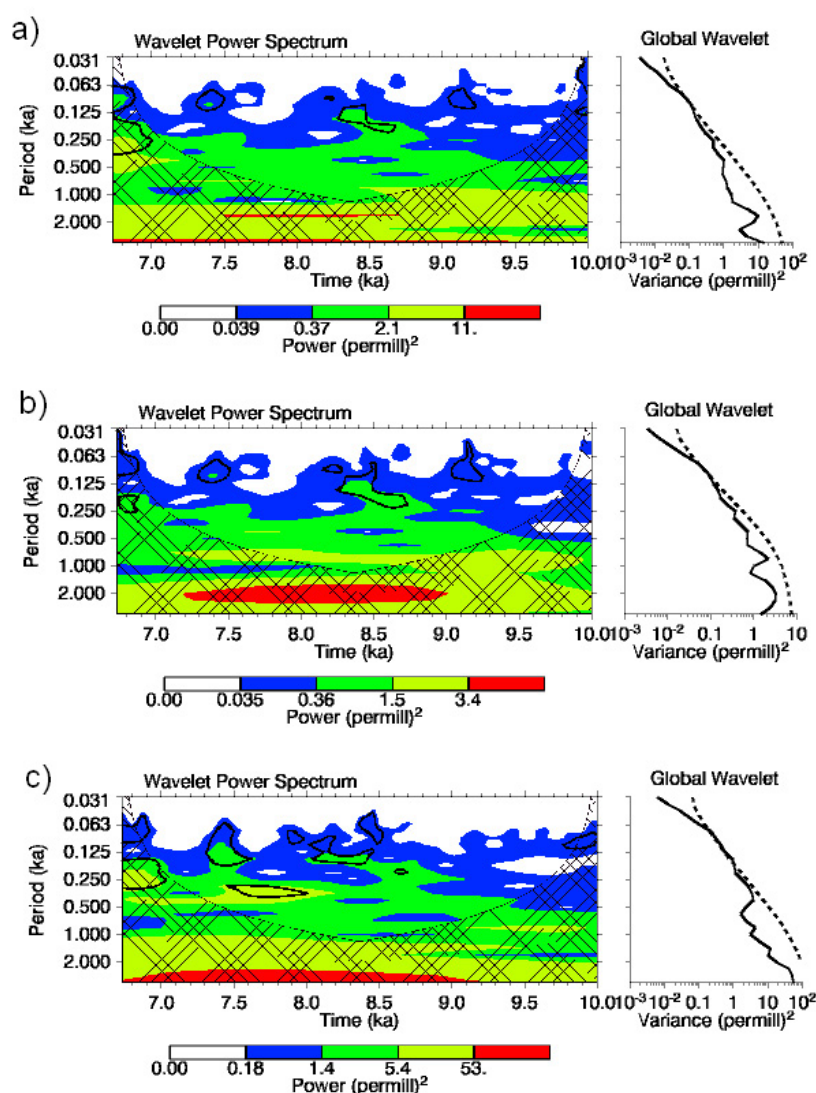 a)
Wavelet Power Spectrum
Global Wavelet
0.031
0.063
0.125
0.250
0.500
1.000
2.000
Period (ka)
7.0 7.5 8.0 8.5 9.0 9.5 10.0
Time (ka)
10-3 10-2 0.1 1 10 102
Variance (permill)2
0.00 0.039 0.37 2.1 11.
Power (permill)2
b)
Wavelet Power Spectrum
Global Wavelet
0.031
0.063
0.125
0.250
0.500
1.000
2.000
Period (ka)
7.0 7.5 8.0 8.5 9.0 9.5 10.0
Time (ka)
10-3 10-2 0.1 1 10
Variance (permill)2
0.00 0.035 0.36 1.5 3.4
Power (permill)2
c)
Wavelet Power Spectrum
Global Wavelet
0.031
0.063
0.125
0.250
0.500
1.000
2.000
Period (ka)
7.0 7.5 8.0 8.5 9.0 9.5 10.0
Time (ka)
10-3 10-2 0.1 1 10 102
Variance (permill)2
0.00 0.18 1.4 5.4 53.
Power (permill)2